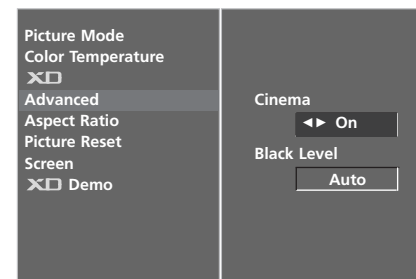 Picture Mode
Color Temperature
XD
Advanced
Aspect Ratio
Picture Reset
Screen
XD Demo
Cinema
◄► On
Black Level
Auto